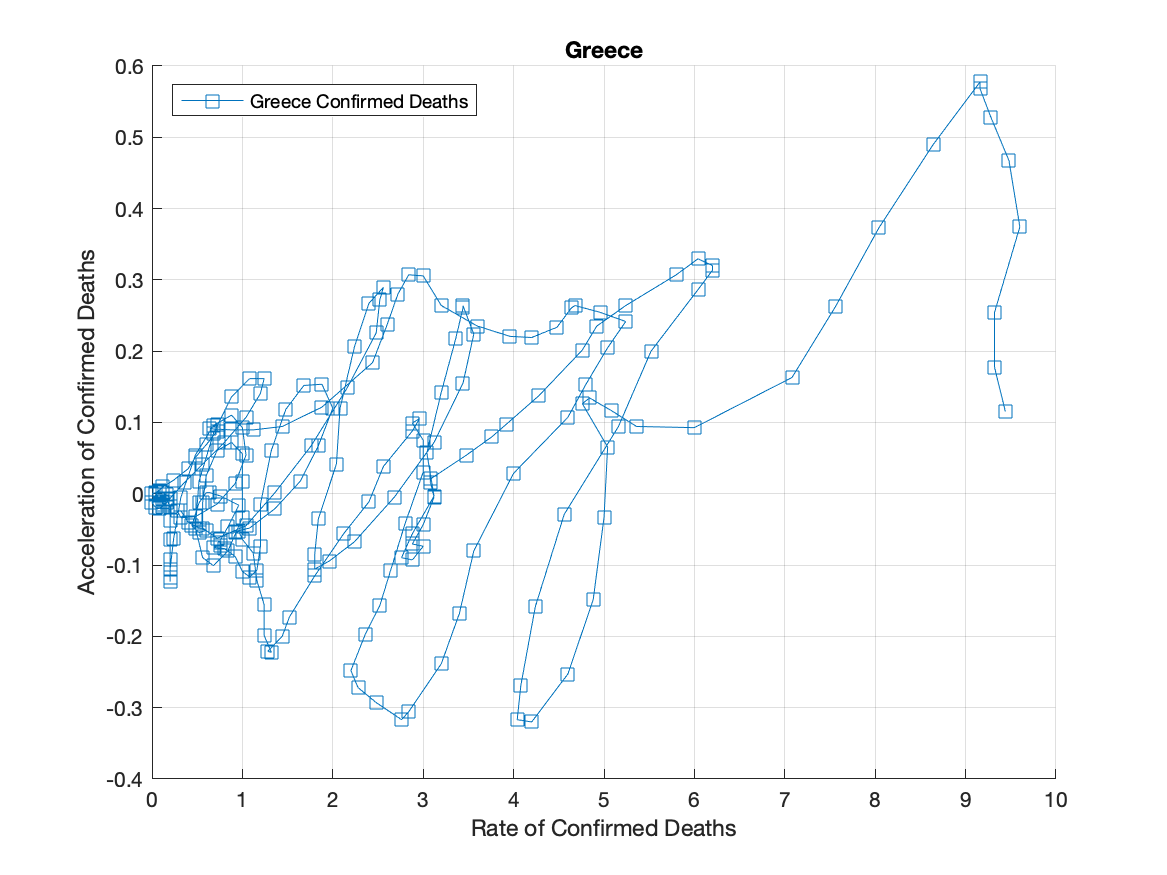 Greece
Greece Confirmed Deaths
Acceleration of Confirmed Deaths
0.6
0.5
0.4
0.3
0.2
0.1
0
-0.1
-0.2
-0.3
-0.4
0 1 2 3 4 5 6 7 8 9 10
Rate of Confirmed Deaths